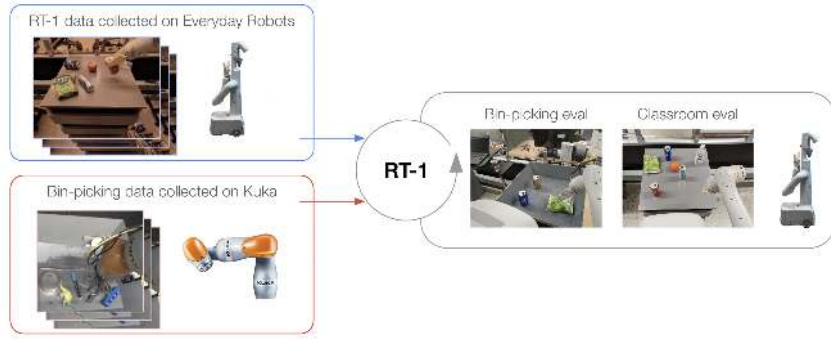 RT-1 data collected on Everyday Robots
Bin-picking data collected on Kuka
RT-1
Bin-picking eval
Classroom eval
KUKA